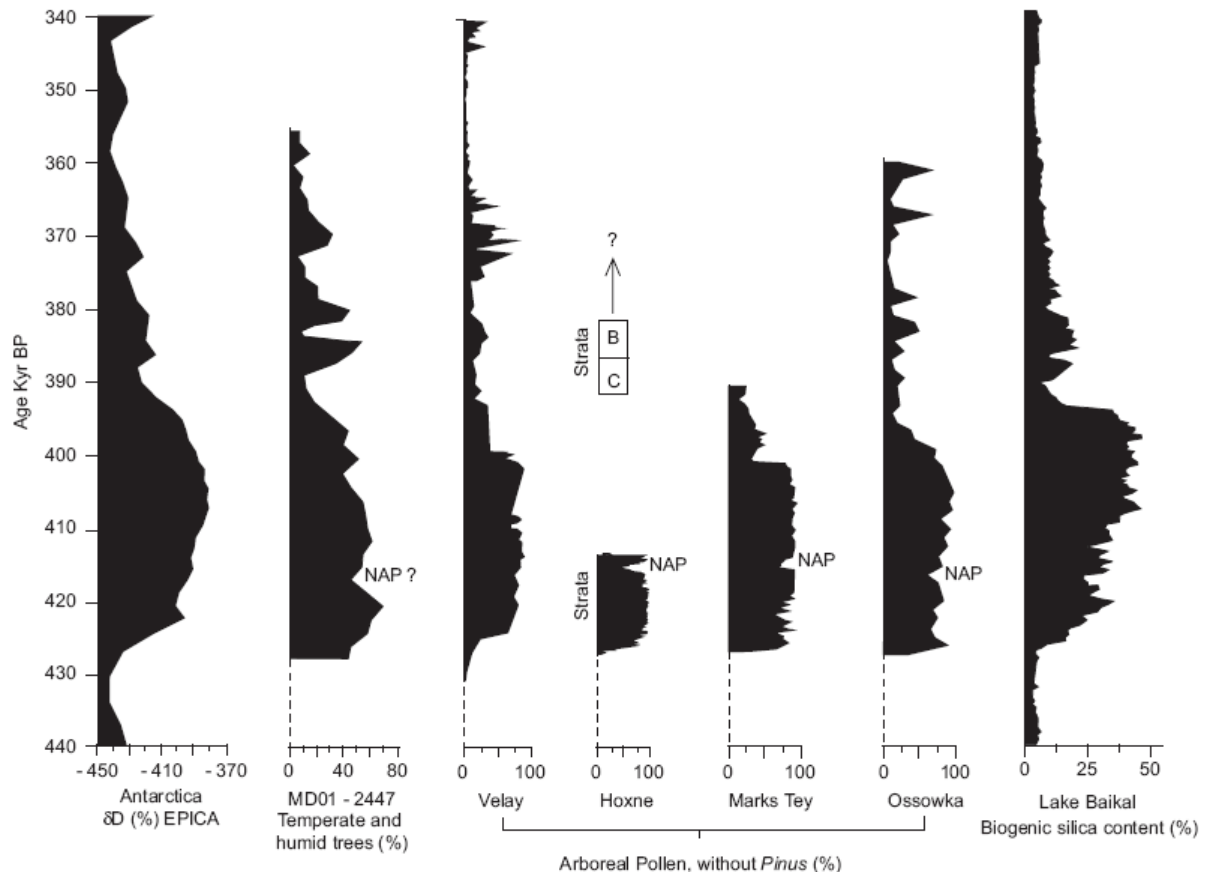 Age Kyr BP
340
350
360
370
380
390
400
410
420
430
440
-450
-410
-370
Antarctica
δD (%) EPICA
NAP ?
0
40
80
MD01 - 2447
Temperate and
humid trees (%)
0
100
Velay
?
Strata
B
C
Strata
NAP
0
100
Hoxne
NAP
0
100
Marks Tey
NAP
0
100
Ossowka
Arboreal Pollen, without Pinus (%)
0
25
50
Lake Baikal
Biogenic silica content (%)